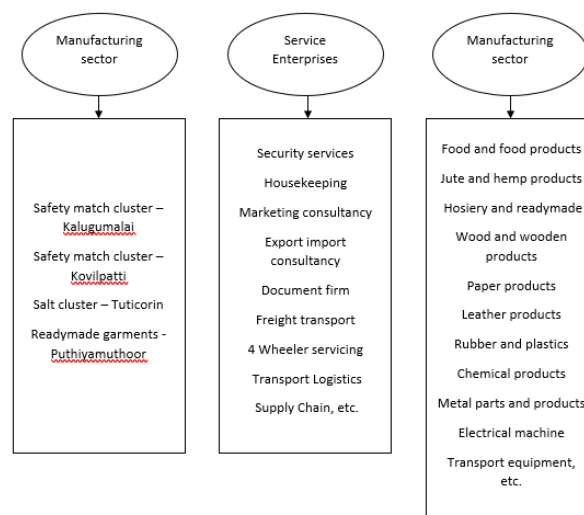 Manufacturing
sector
Safety match cluster –
Kalugumalai
Safety match cluster –
Kovilpatti
Salt cluster – Tuticorin
Readymade garments -
Puthiyamuthoor
Service
Enterprises
Security services
Housekeeping
Marketing consultancy
Export import
consultancy
Document firm
Freight transport
4 Wheeler servicing
Transport Logistics
Supply Chain, etc.
Manufacturing
sector
Food and food products
Jute and hemp products
Hosiery and readymade
Wood and wooden
products
Paper products
Leather products
Rubber and plastics
Chemical products
Metal parts and products
Electrical machine
Transport equipment,
etc.